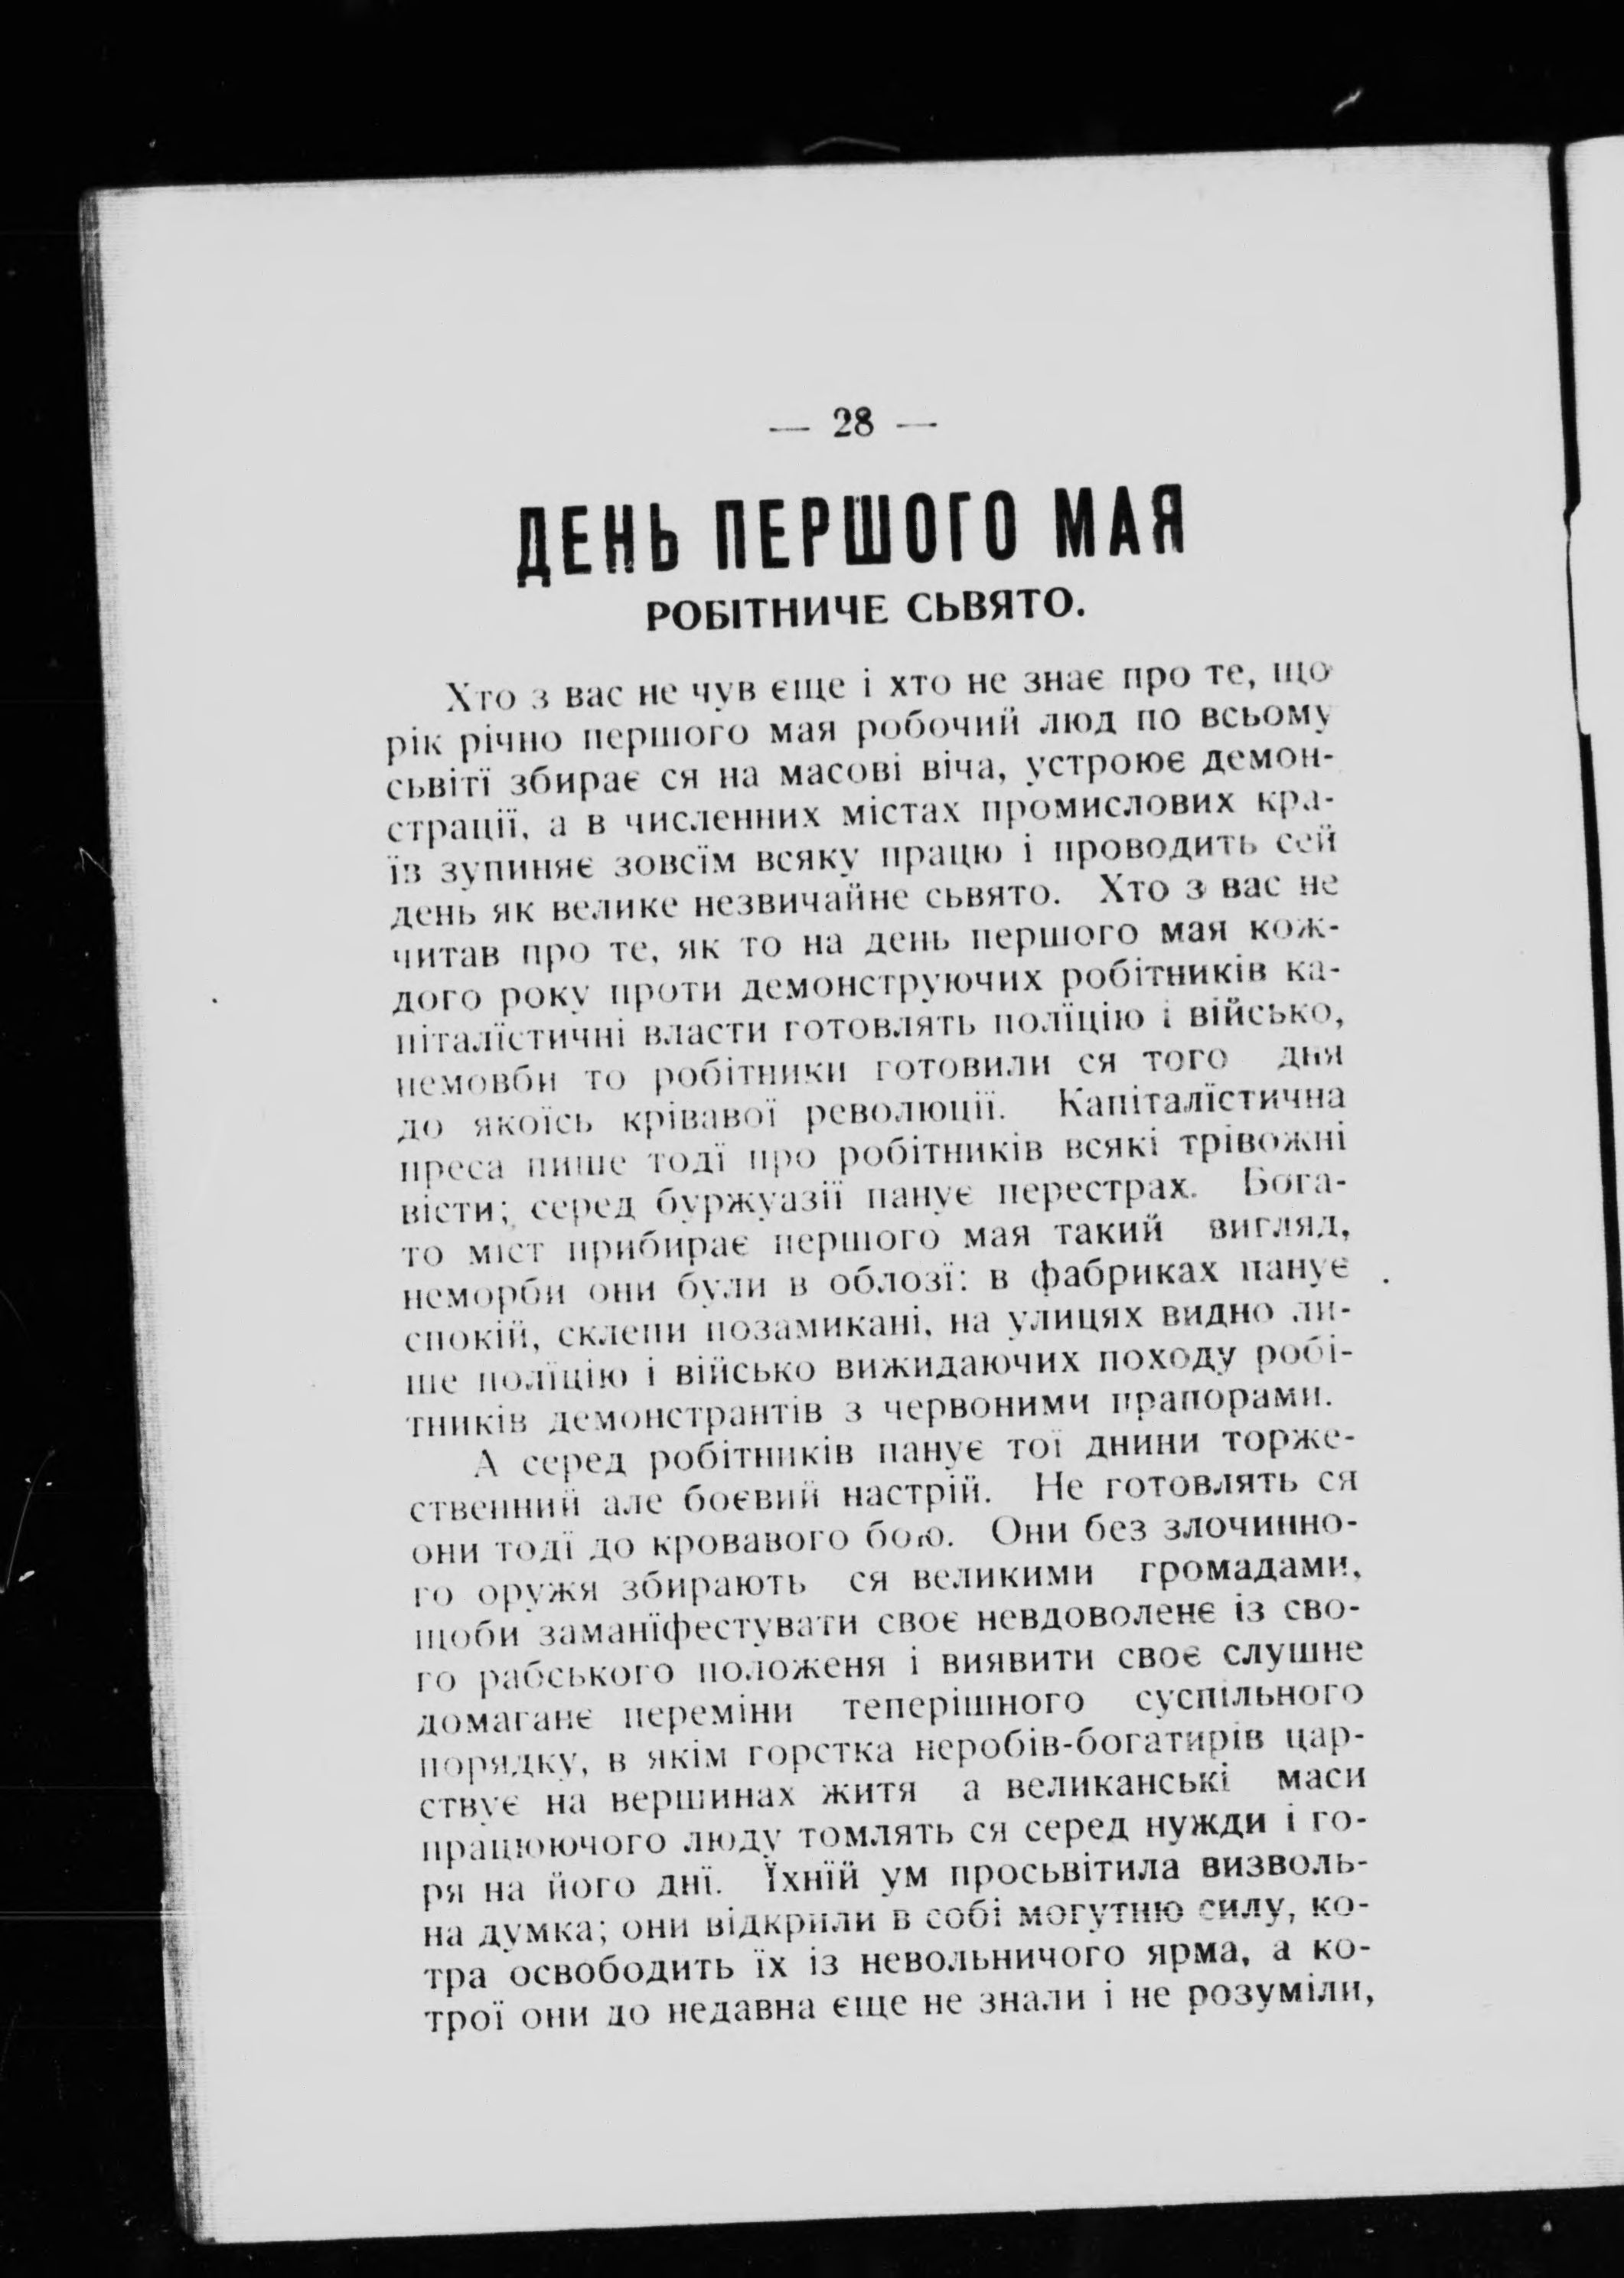 — 28 —
ДЕНЬ ПЕРШОГО МАЯ
РОБІТНИЧЕ СЬВЯТО.
Хто з вас не чув єще і хто не знає про те, що
рік річно першого мая робочий люд по всьому
сьвітї збирає ся на масові віча, устроює демон-
страції, а в численних містах промислових кра-
їв зупиняє зовсїм всяку працю і проводить сей
день як велике незвичайне сьвято. Хто з вас не
читав про те, як то на день першого мая кож-
дого року проти демонструючих робітників ка-
піталїстичні власти готовлять полїцію і військо,
немовби то робітники готовили ся того дня
до якоїсь крівавої революції. Капіталїстична
преса пише тодї про робітників всякі трівожні
вісти; серед буржуазії панує перестрах. Бога-
то міст прибирає першого мая такий вигляд,
неморби они були в облозї: в фабриках панує
спокій, склепи позамикані, на улицях видно ли-
ше полїцію і військо вижидаючих походу робі-
тників демонстрантів з червоними прапорами.
А серед робітників панує тої днини торже-
ственний але боєвий настрій. Не готовлять ся
они тодї до кровавого бою. Они без злочинно-
го оружя збирають ся великими громадами,
щоби заманїфестувати своє невдоволенє із сво-
го рабського положеня і виявити своє слушне
домаганє переміни теперішного суспільного
порядку, в якім горстка неробів-богатирів цар-
ствує на вершинах житя а великанські маси
працюючого люду томлять ся серед нужди і го-
ря на його днї. Їхнїй ум просьвітила визволь-
на думка; они відкрили в собі могутню силу, ко-
тра освободить їх із невольничого ярма, а ко-
трої они до недавна єще не знали і не розуміли,